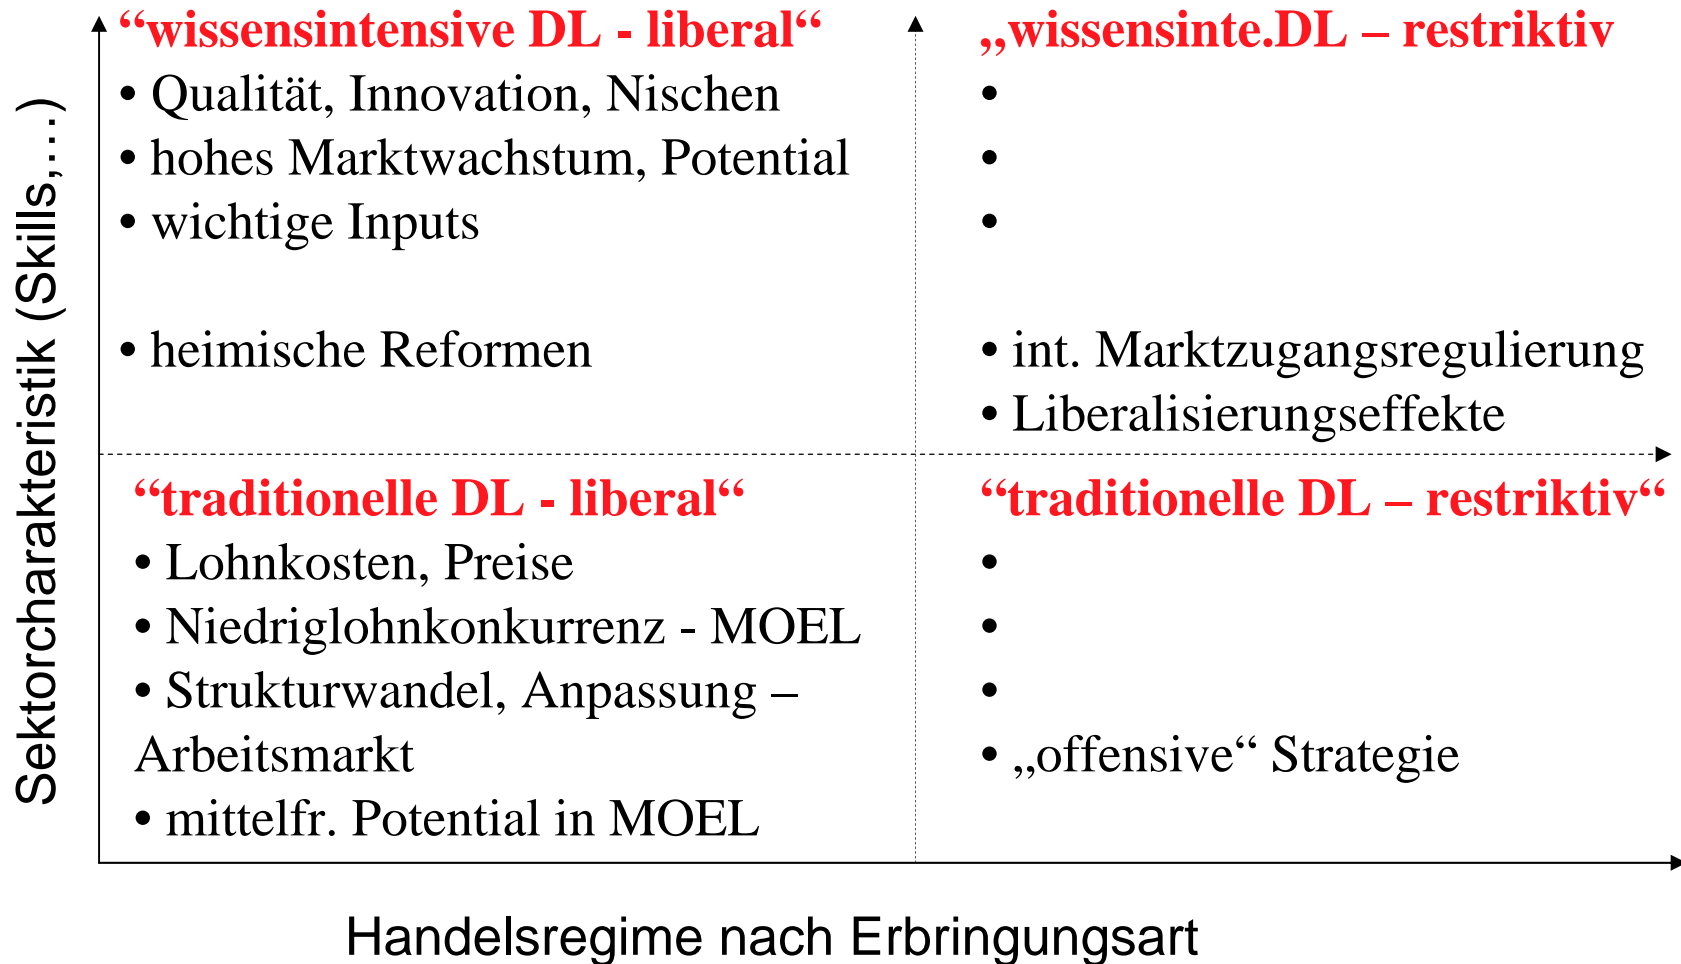 Sektorcharakteristik (Skills,…)
“wissensintensive DL - liberal“
• Qualität, Innovation, Nischen
• hohes Marktwachstum, Potential
• wichtige Inputs
• heimische Reformen
„wissensinte.DL – restriktiv
•
•
•
• int. Marktzugangsregulierung
• Liberalisierungseffekte
“traditionelle DL - liberal“
• Lohnkosten, Preise
• Niedriglohnkonkurrenz - MOEL
• Strukturwandel, Anpassung –
Arbeitsmarkt
• mittelfr. Potential in MOEL
“traditionelle DL – restriktiv“
•
•
•
• „offensive“ Strategie
Handelsregime nach Erbringungsart